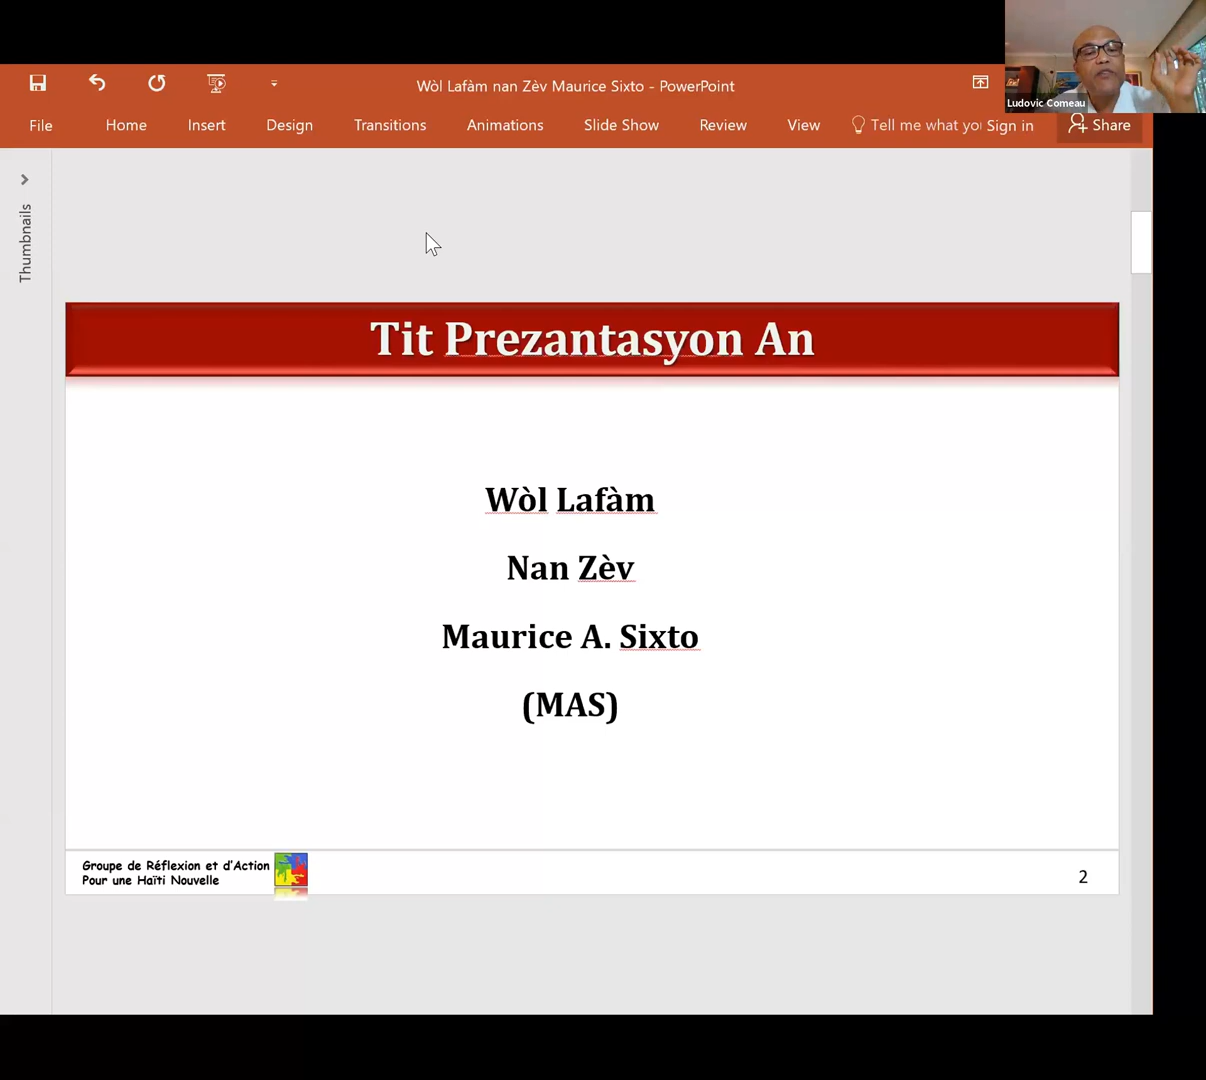 Wòl Lafàm nan Zèv Maurice Sixto - PowerPoint
Ludovic Comeau
File Home Insert Design Transitions Animations Slide Show Review View Tell me what yo Sign in Share
Thumbnails
Tit Prezantasyon An
Wòl Lafàm
Nan Zèv
Maurice A. Sixto
(MAS)
Groupe de Réflexion et d'Action
Pour une Haïti Nouvelle
2